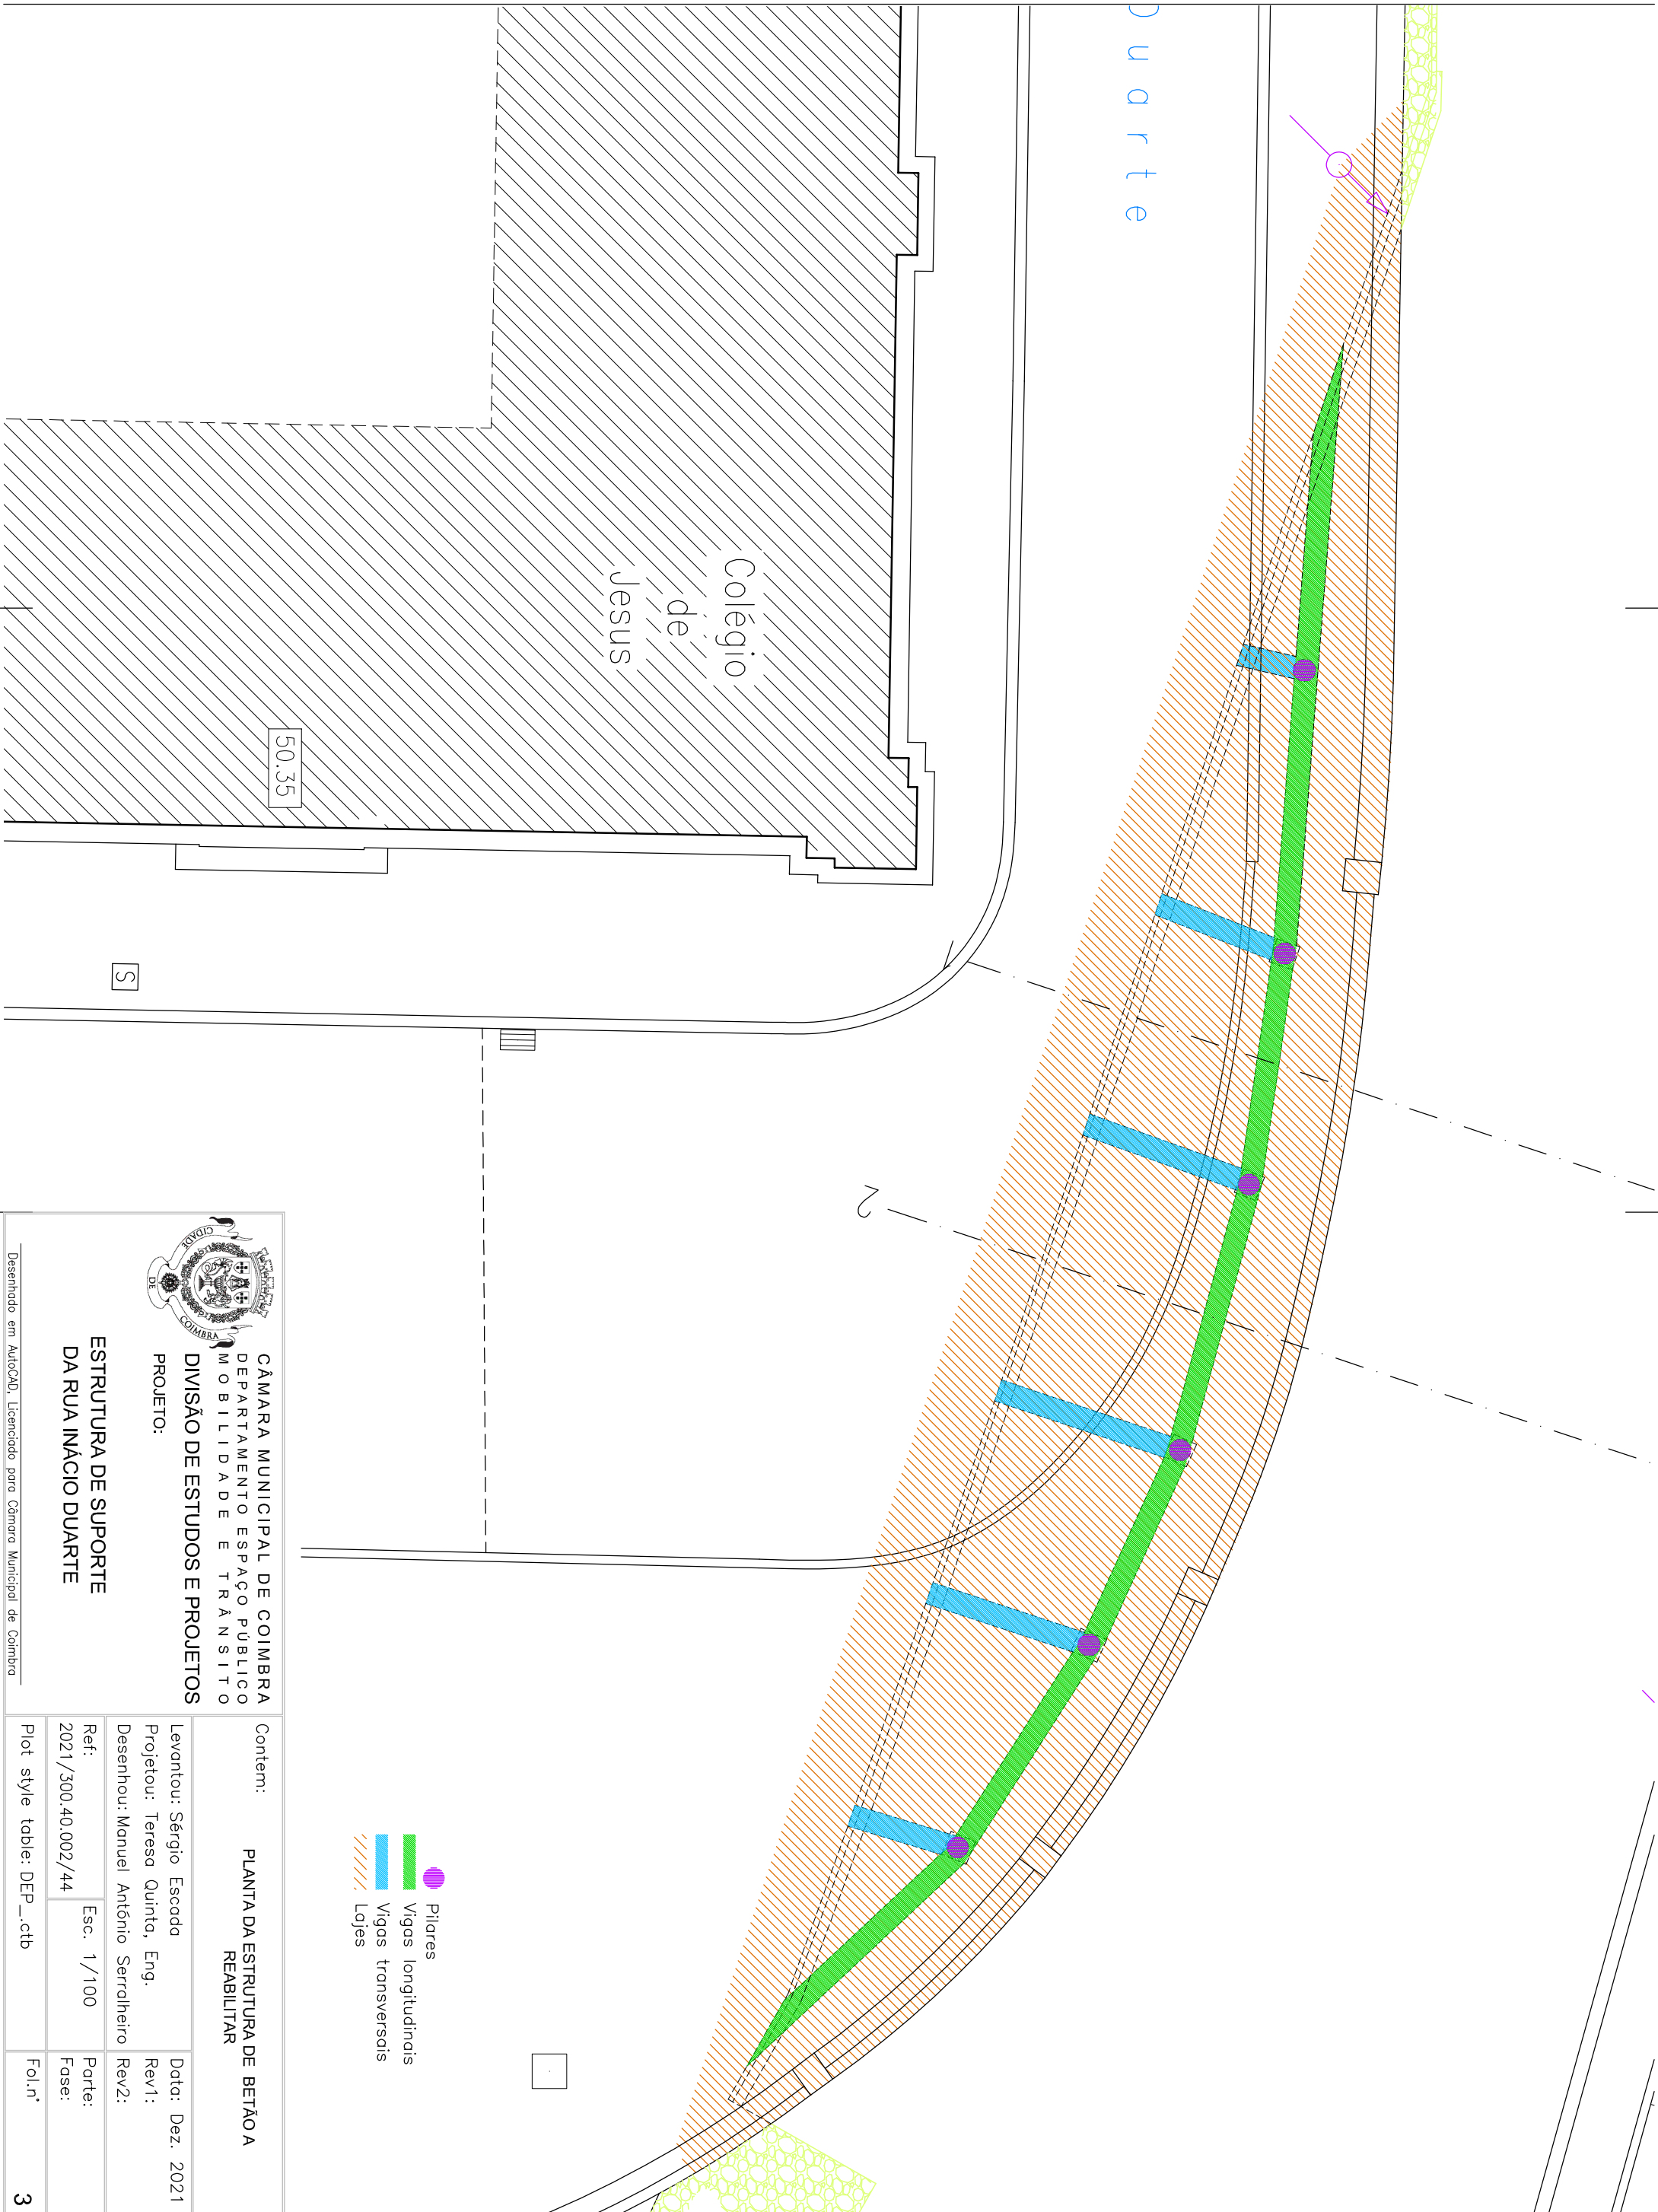 Duarte
Colégio
de
Jesus
50.35
S
2
Pilares
Vigas longitudinais
Vigas transversais
Lajes
CIDADE
DE
COIMBRA
CÂMARA MUNICIPAL DE COIMBRA
DEPARTAMENTO ESPAÇO PÚBLICO
MOBILIDADE E TRÂNSITO
DIVISÃO DE ESTUDOS E PROJETOS
PROJETO:
ESTRUTURA DE SUPORTE
DA RUA INÁCIO DUARTE
Desenhado em AutoCAD, Licenciado para Câmara Municipal de Coimbra
Contem:
PLANTA DA ESTRUTURA DE BETÃO A
REABILITAR
Levantou: Sérgio Escada
Projetou: Teresa Quinta, Eng.
Desenhou: Manuel António Serralheiro
Data: Dez. 2021
Rev1:
Rev2:
Ref:
2021/300.40.002/44
Esc. 1/100
Parte:
Fase:
Plot style table: DEP_.ctb
Fol.nº 3